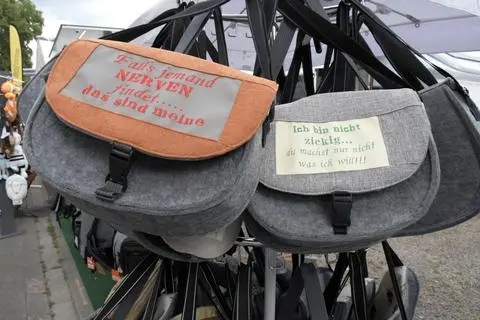 Falls jemand
NERVEN
findet.....
das sind meine
Ich bin nicht
zickig...
du machst nur nicht
was ich will!!!